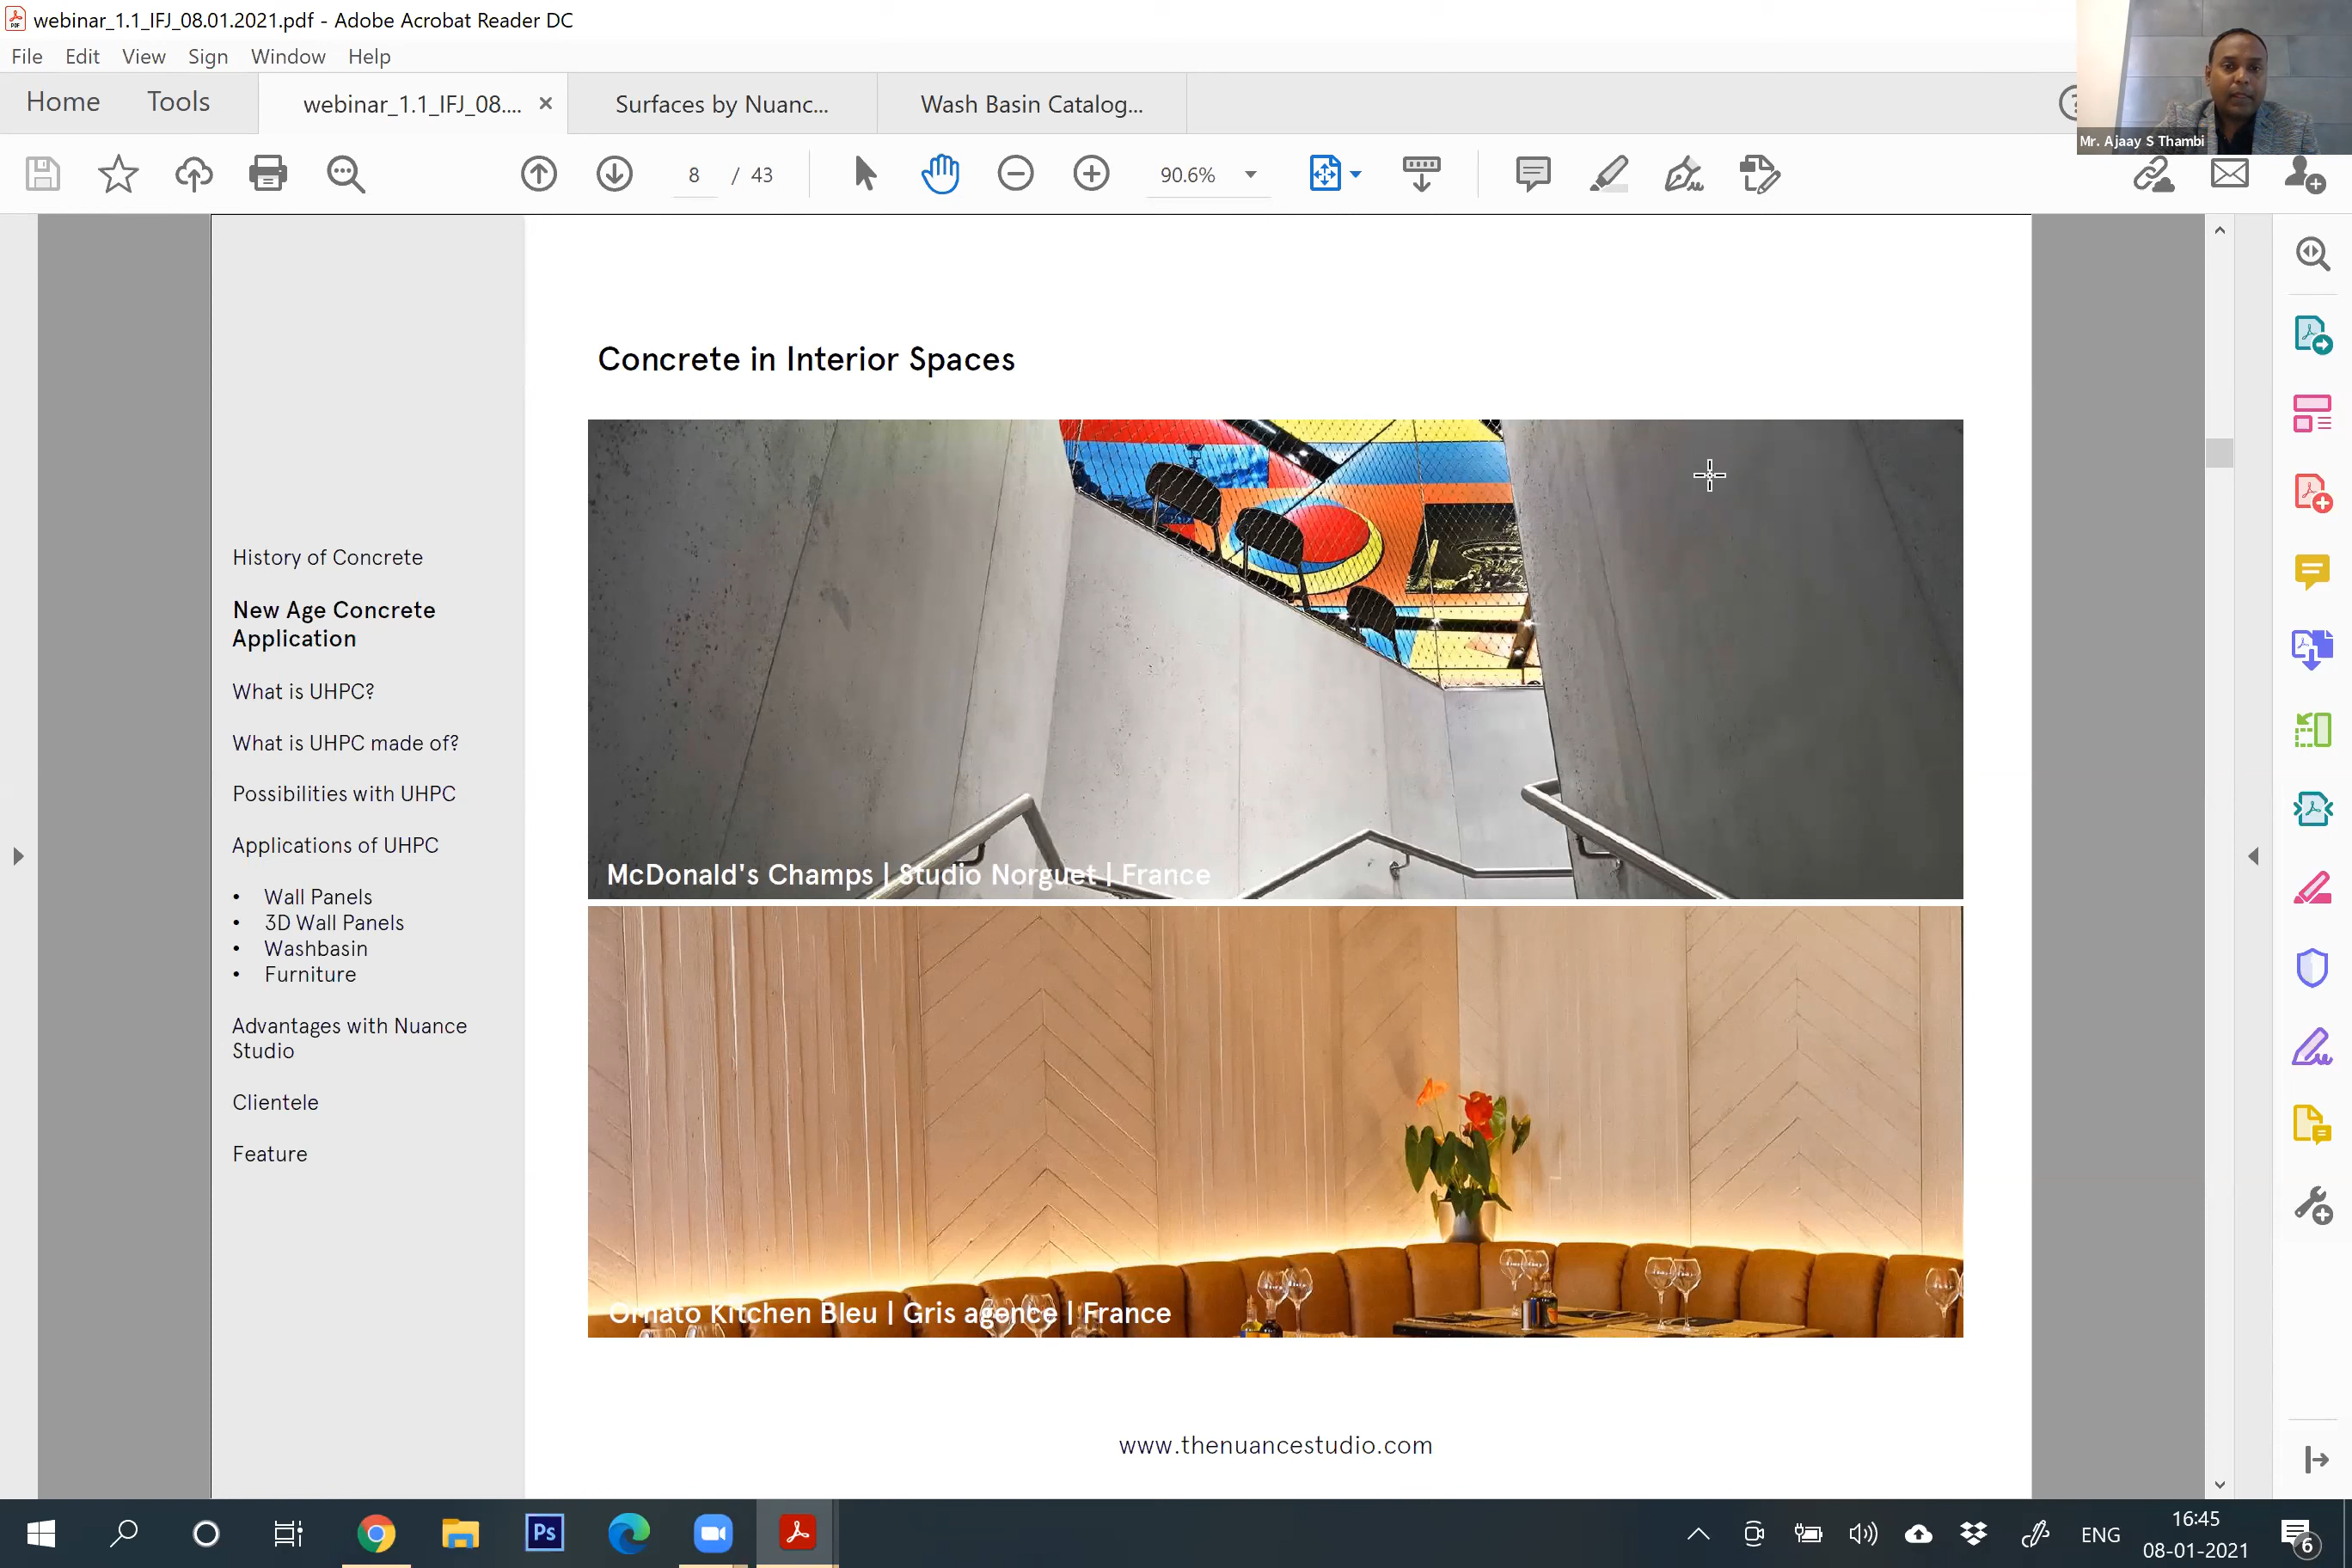 webinar_1.1_IFJ_08.01.2021.pdf - Adobe Acrobat Reader DC
File Edit View Sign Window Help
Home Tools webinar_1.1_IFJ_08.... Surfaces by Nuanc... Wash Basin Catalog...
Mr. Ajaay S Thambi
8 / 43 90.6%
Concrete in Interior Spaces
History of Concrete
New Age Concrete
Application
What is UHPC?
What is UHPC made of?
Possibilities with UHPC
Applications of UHPC
• Wall Panels
• 3D Wall Panels
• Washbasin
• Furniture
Advantages with Nuance
Studio
Clientele
Feature
McDonald's Champs | Studio Norguet | France
Ornato Kitchen Bleu | Gris agence | France
www.thenuancestudio.com
Ps
ENG
16:45
08-01-2021
6